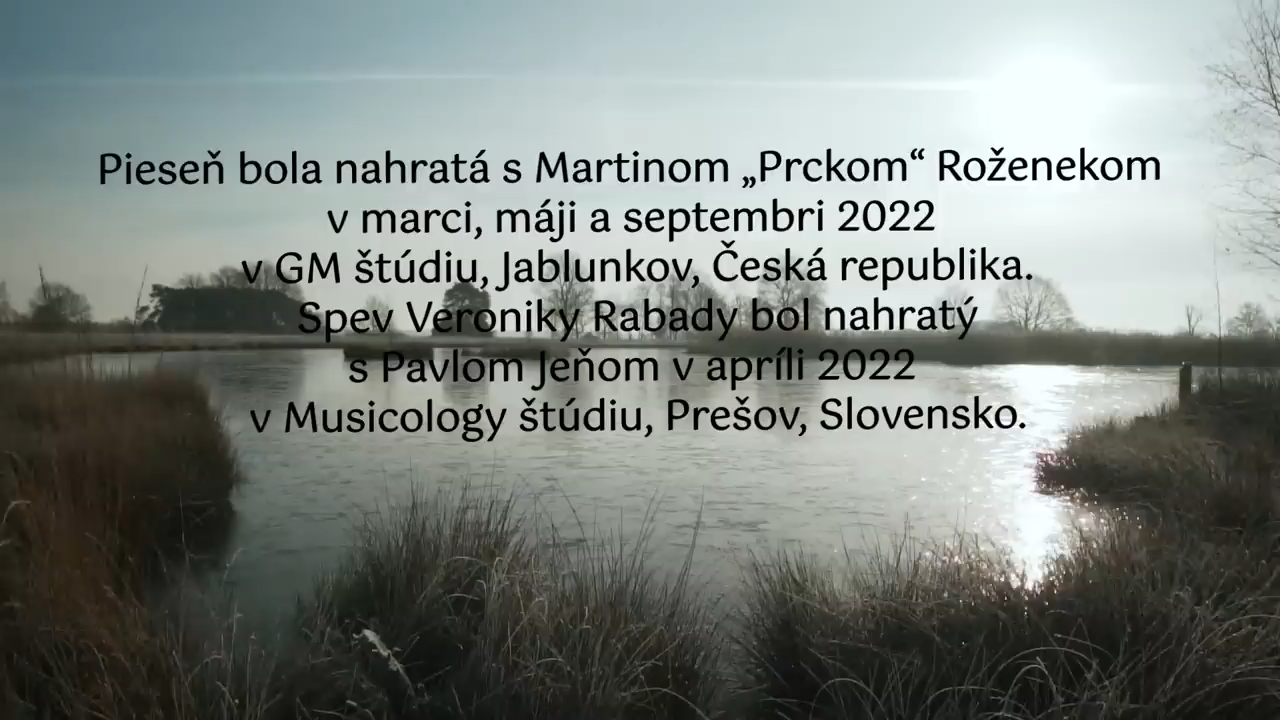 Pieseň bola nahratá s Martinom „Prckom“ Roženekom
v marci, máji a septembri 2022
v GM štúdiu, Jablunkov, Česká republika.
Spev Veroniky Rabady bol nahratý
s Pavlom Jeňom v apríli 2022
v Musicology štúdiu, Prešov, Slovensko.